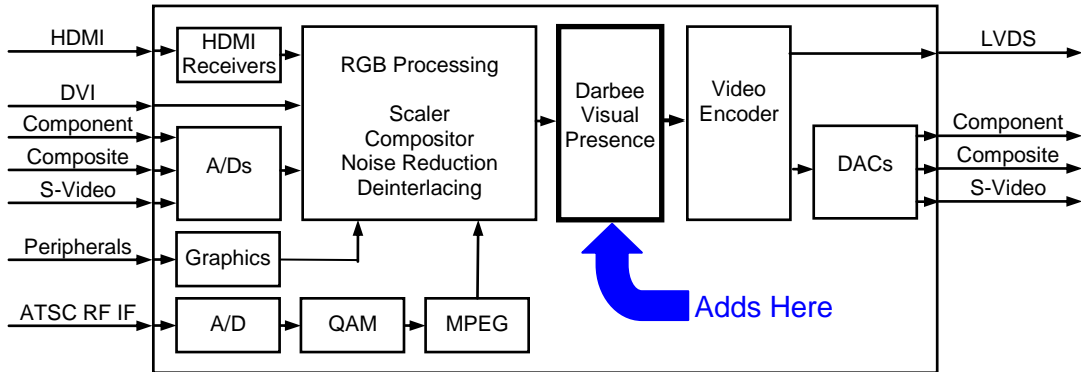 HDMI
DVI
Component
Composite
S-Video
Peripherals
ATSC RF IF
HDMI
Receivers
A/Ds
Graphics
A/D
QAM
MPEG
RGB Processing
Scaler
Compositor
Noise Reduction
Deinterlacing
Darbee
Visual
Presence
Video
Encoder
DACs
LVDS
Component
Composite
S-Video
Adds Here